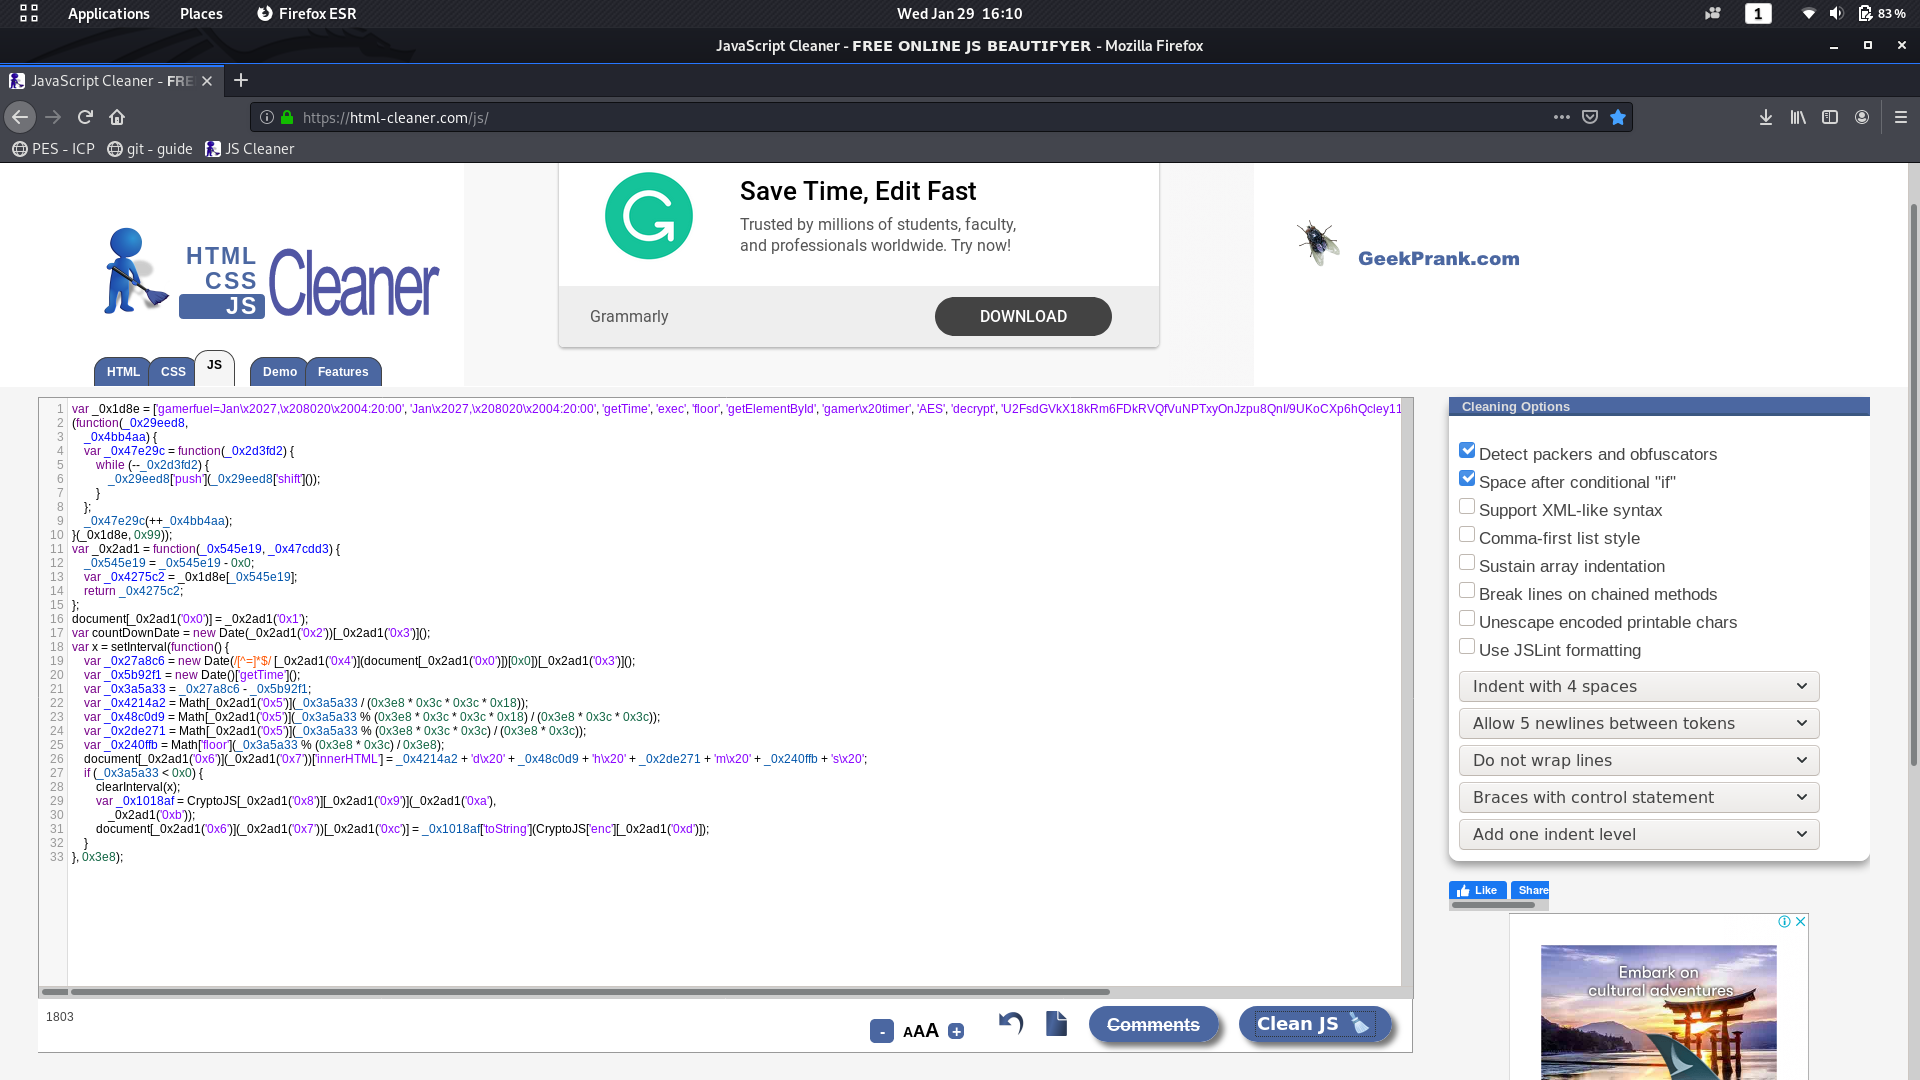 Applications Places Firefox ESR Wed Jan 29 16:10 1 83 %
JavaScript Cleaner - FREE ONLINE JS BEAUTIFYER - Mozilla Firefox
JavaScript Cleaner - FRE
https://html-cleaner.com/js/
PES - ICP git - guide JS Cleaner
Save Time, Edit Fast
Trusted by millions of students, faculty,
and professionals worldwide. Try now!
Grammarly DOWNLOAD
HTML
CSS
JS
Cleaner
GeekPrank.com
HTML CSS JS Demo Features
1 var _0x1d8e = ['gamerfuel=Jan\x2027,\x208020\x2004:20:00', 'Jan\x2027,\x208020\x2004:20:00', 'getTime', 'exec', 'floor', 'getElementById', 'gamer\x20timer', 'AES', 'decrypt', 'U2FsdGVkX18kRm6FDkRVQfVuNPTxyOnJzpu8QnI/9UKoCXp6hQcley11
2 (function(_0x29eed8,
3 _0x4bb4aa) {
4 var _0x47e29c = function(_0x2d3fd2) {
5 while (--_0x2d3fd2) {
6 _0x29eed8['push'](_0x29eed8['shift']());
7 }
8 };
9 _0x47e29c(++_0x4bb4aa);
10 }(_0x1d8e, 0x99));
11 var _0x2ad1 = function(_0x545e19, _0x47cdd3) {
12 _0x545e19 = _0x545e19 - 0x0;
13 var _0x4275c2 = _0x1d8e[_0x545e19];
14 return _0x4275c2;
15 };
16 document[_0x2ad1('0x0')] = _0x2ad1('0x1');
17 var countDownDate = new Date(_0x2ad1('0x2'))[_0x2ad1('0x3')]();
18 var x = setInterval(function() {
19 var _0x27a8c6 = new Date(/[^=]*$/ [_0x2ad1('0x4')](document[_0x2ad1('0x0')])[0x0])[_0x2ad1('0x3')]();
20 var _0x5b92f1 = new Date()['getTime']();
21 var _0x3a5a33 = _0x27a8c6 - _0x5b92f1;
22 var _0x4214a2 = Math[_0x2ad1('0x5')](_0x3a5a33 / (0x3e8 * 0x3c * 0x3c * 0x18));
23 var _0x48c0d9 = Math[_0x2ad1('0x5')](_0x3a5a33 % (0x3e8 * 0x3c * 0x3c * 0x18) / (0x3e8 * 0x3c * 0x3c));
24 var _0x2de271 = Math[_0x2ad1('0x5')](_0x3a5a33 % (0x3e8 * 0x3c * 0x3c) / (0x3e8 * 0x3c));
25 var _0x240ffb = Math['floor'](_0x3a5a33 % (0x3e8 * 0x3c) / 0x3e8);
26 document[_0x2ad1('0x6')](_0x2ad1('0x7'))['innerHTML'] = _0x4214a2 + 'd\x20' + _0x48c0d9 + 'h\x20' + _0x2de271 + 'm\x20' + _0x240ffb + 's\x20';
27 if (_0x3a5a33 < 0x0) {
28 clearInterval(x);
29 var _0x1018af = CryptoJS[_0x2ad1('0x8')][_0x2ad1('0x9')](_0x2ad1('0xa'),
30 _0x2ad1('0xb'));
31 document[_0x2ad1('0x6')](_0x2ad1('0x7'))[_0x2ad1('0xc')] = _0x1018af['toString'](CryptoJS['enc'][_0x2ad1('0xd')]);
32 }
33 }, 0x3e8);
1803
- AAA + Comments Clean JS
Cleaning Options
Detect packers and obfuscators
Space after conditional "if"
Support XML-like syntax
Comma-first list style
Sustain array indentation
Break lines on chained methods
Unescape encoded printable chars
Use JSLint formatting
Indent with 4 spaces
Allow 5 newlines between tokens
Do not wrap lines
Braces with control statement
Add one indent level
Like Share
Embark on
cultural adventures